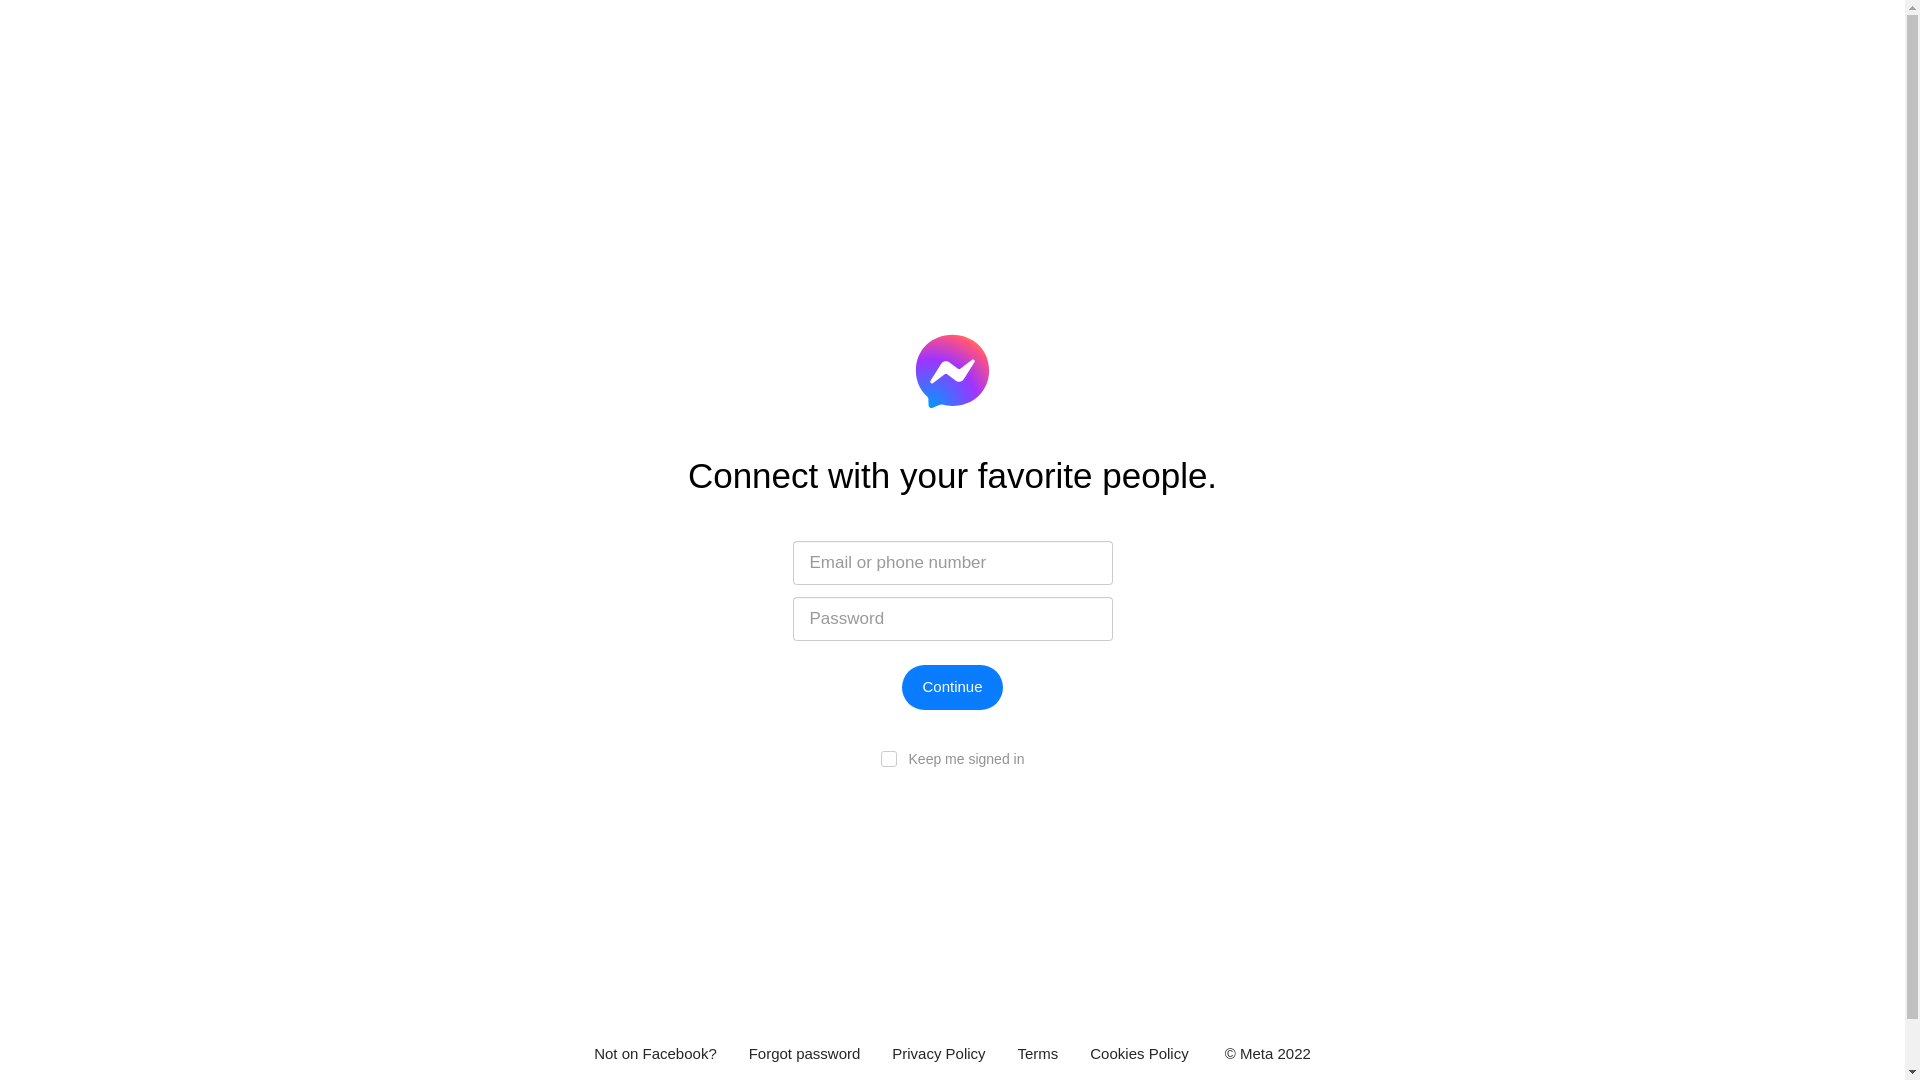 Connect with your favorite people.
Email or phone number
Password
Continue
Keep me signed in
Not on Facebook? Forgot password Privacy Policy Terms Cookies Policy © Meta 2022